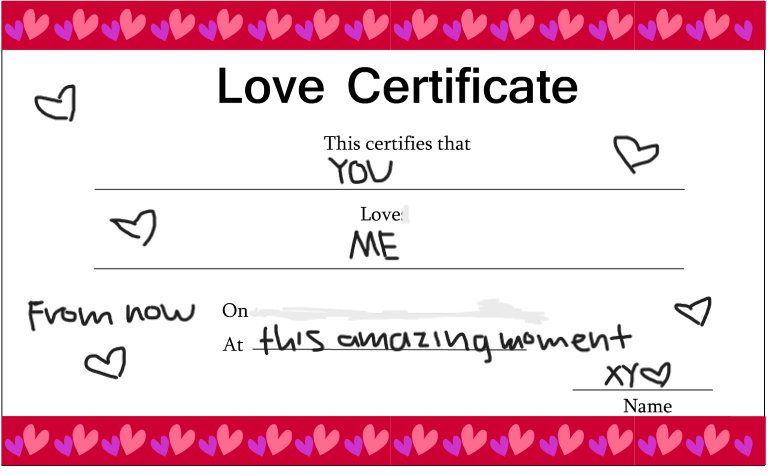 Love Certificate
This certifies that
YOU
Love
ME
From now On
At this amazing moment
XY♡
Name